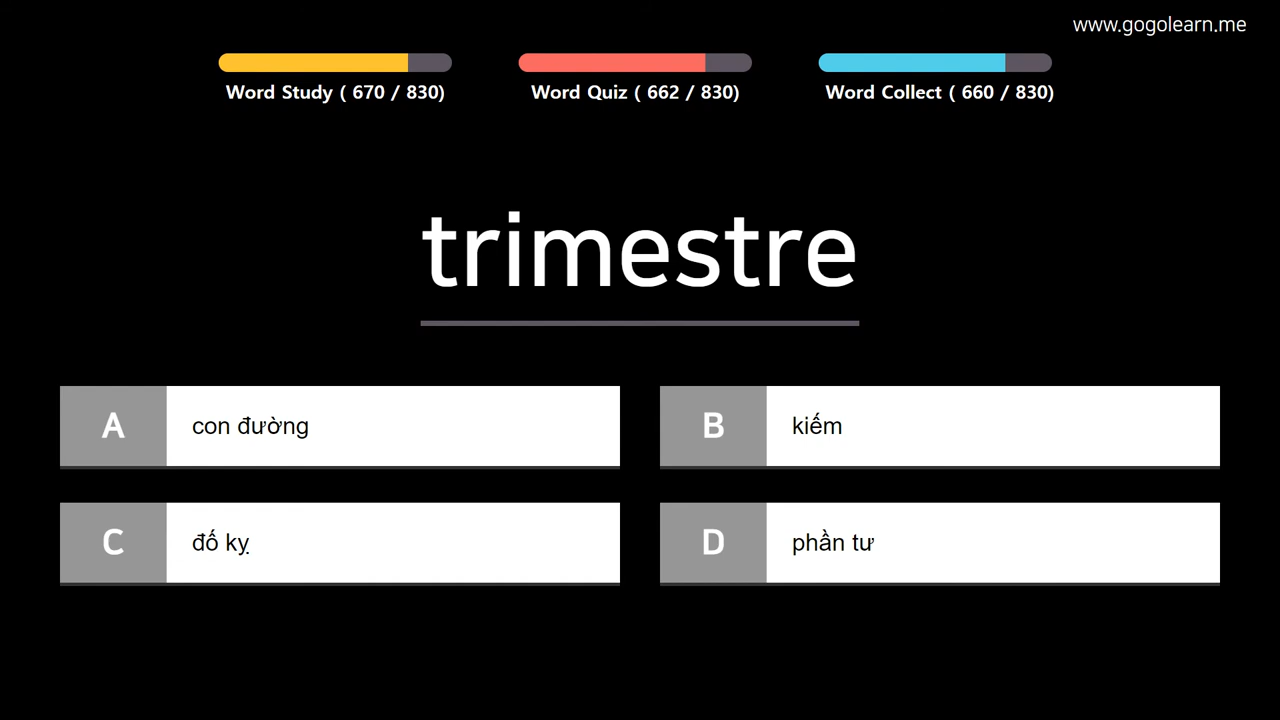 www.gogolearn.me
Word Study ( 670 / 830)
Word Quiz ( 662 / 830)
Word Collect ( 660 / 830)
trimestre
A
con đường
B
kiếm
C
đố kỵ
D
phần tư